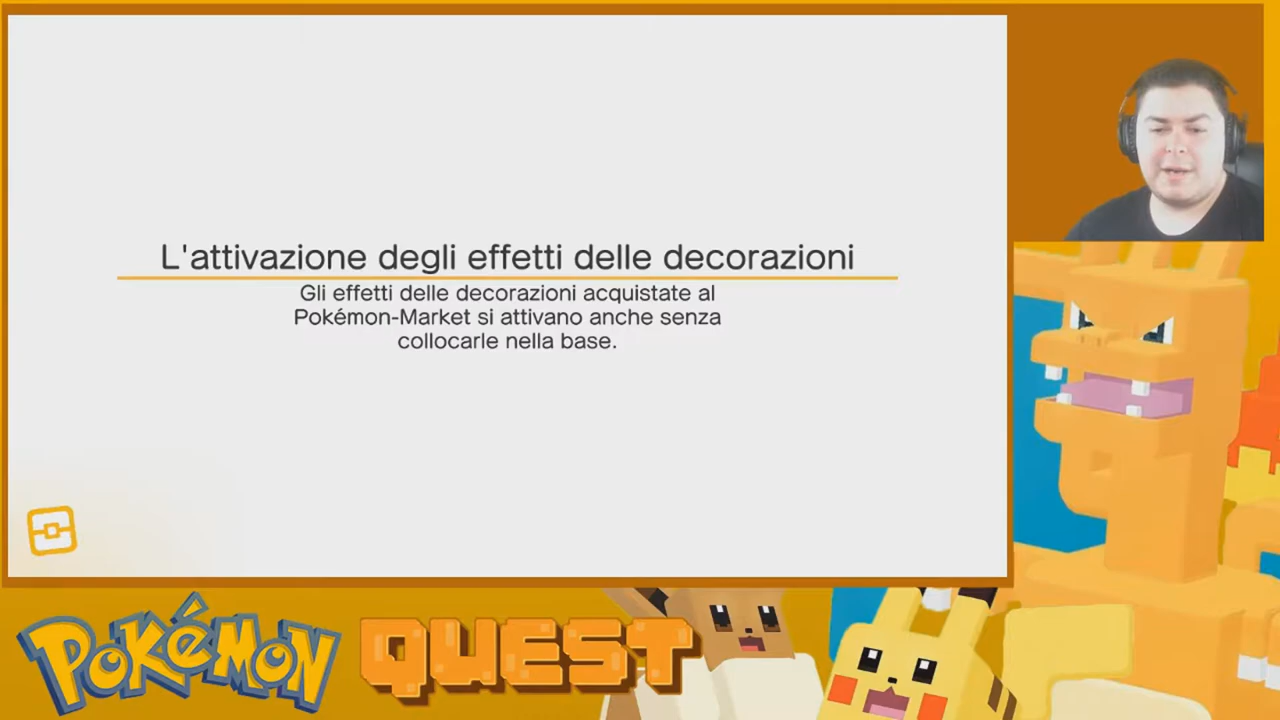 L'attivazione degli effetti delle decorazioni
Gli effetti delle decorazioni acquistate al
Pokémon-Market si attivano anche senza
collocarle nella base.
POKÉMON QUEST